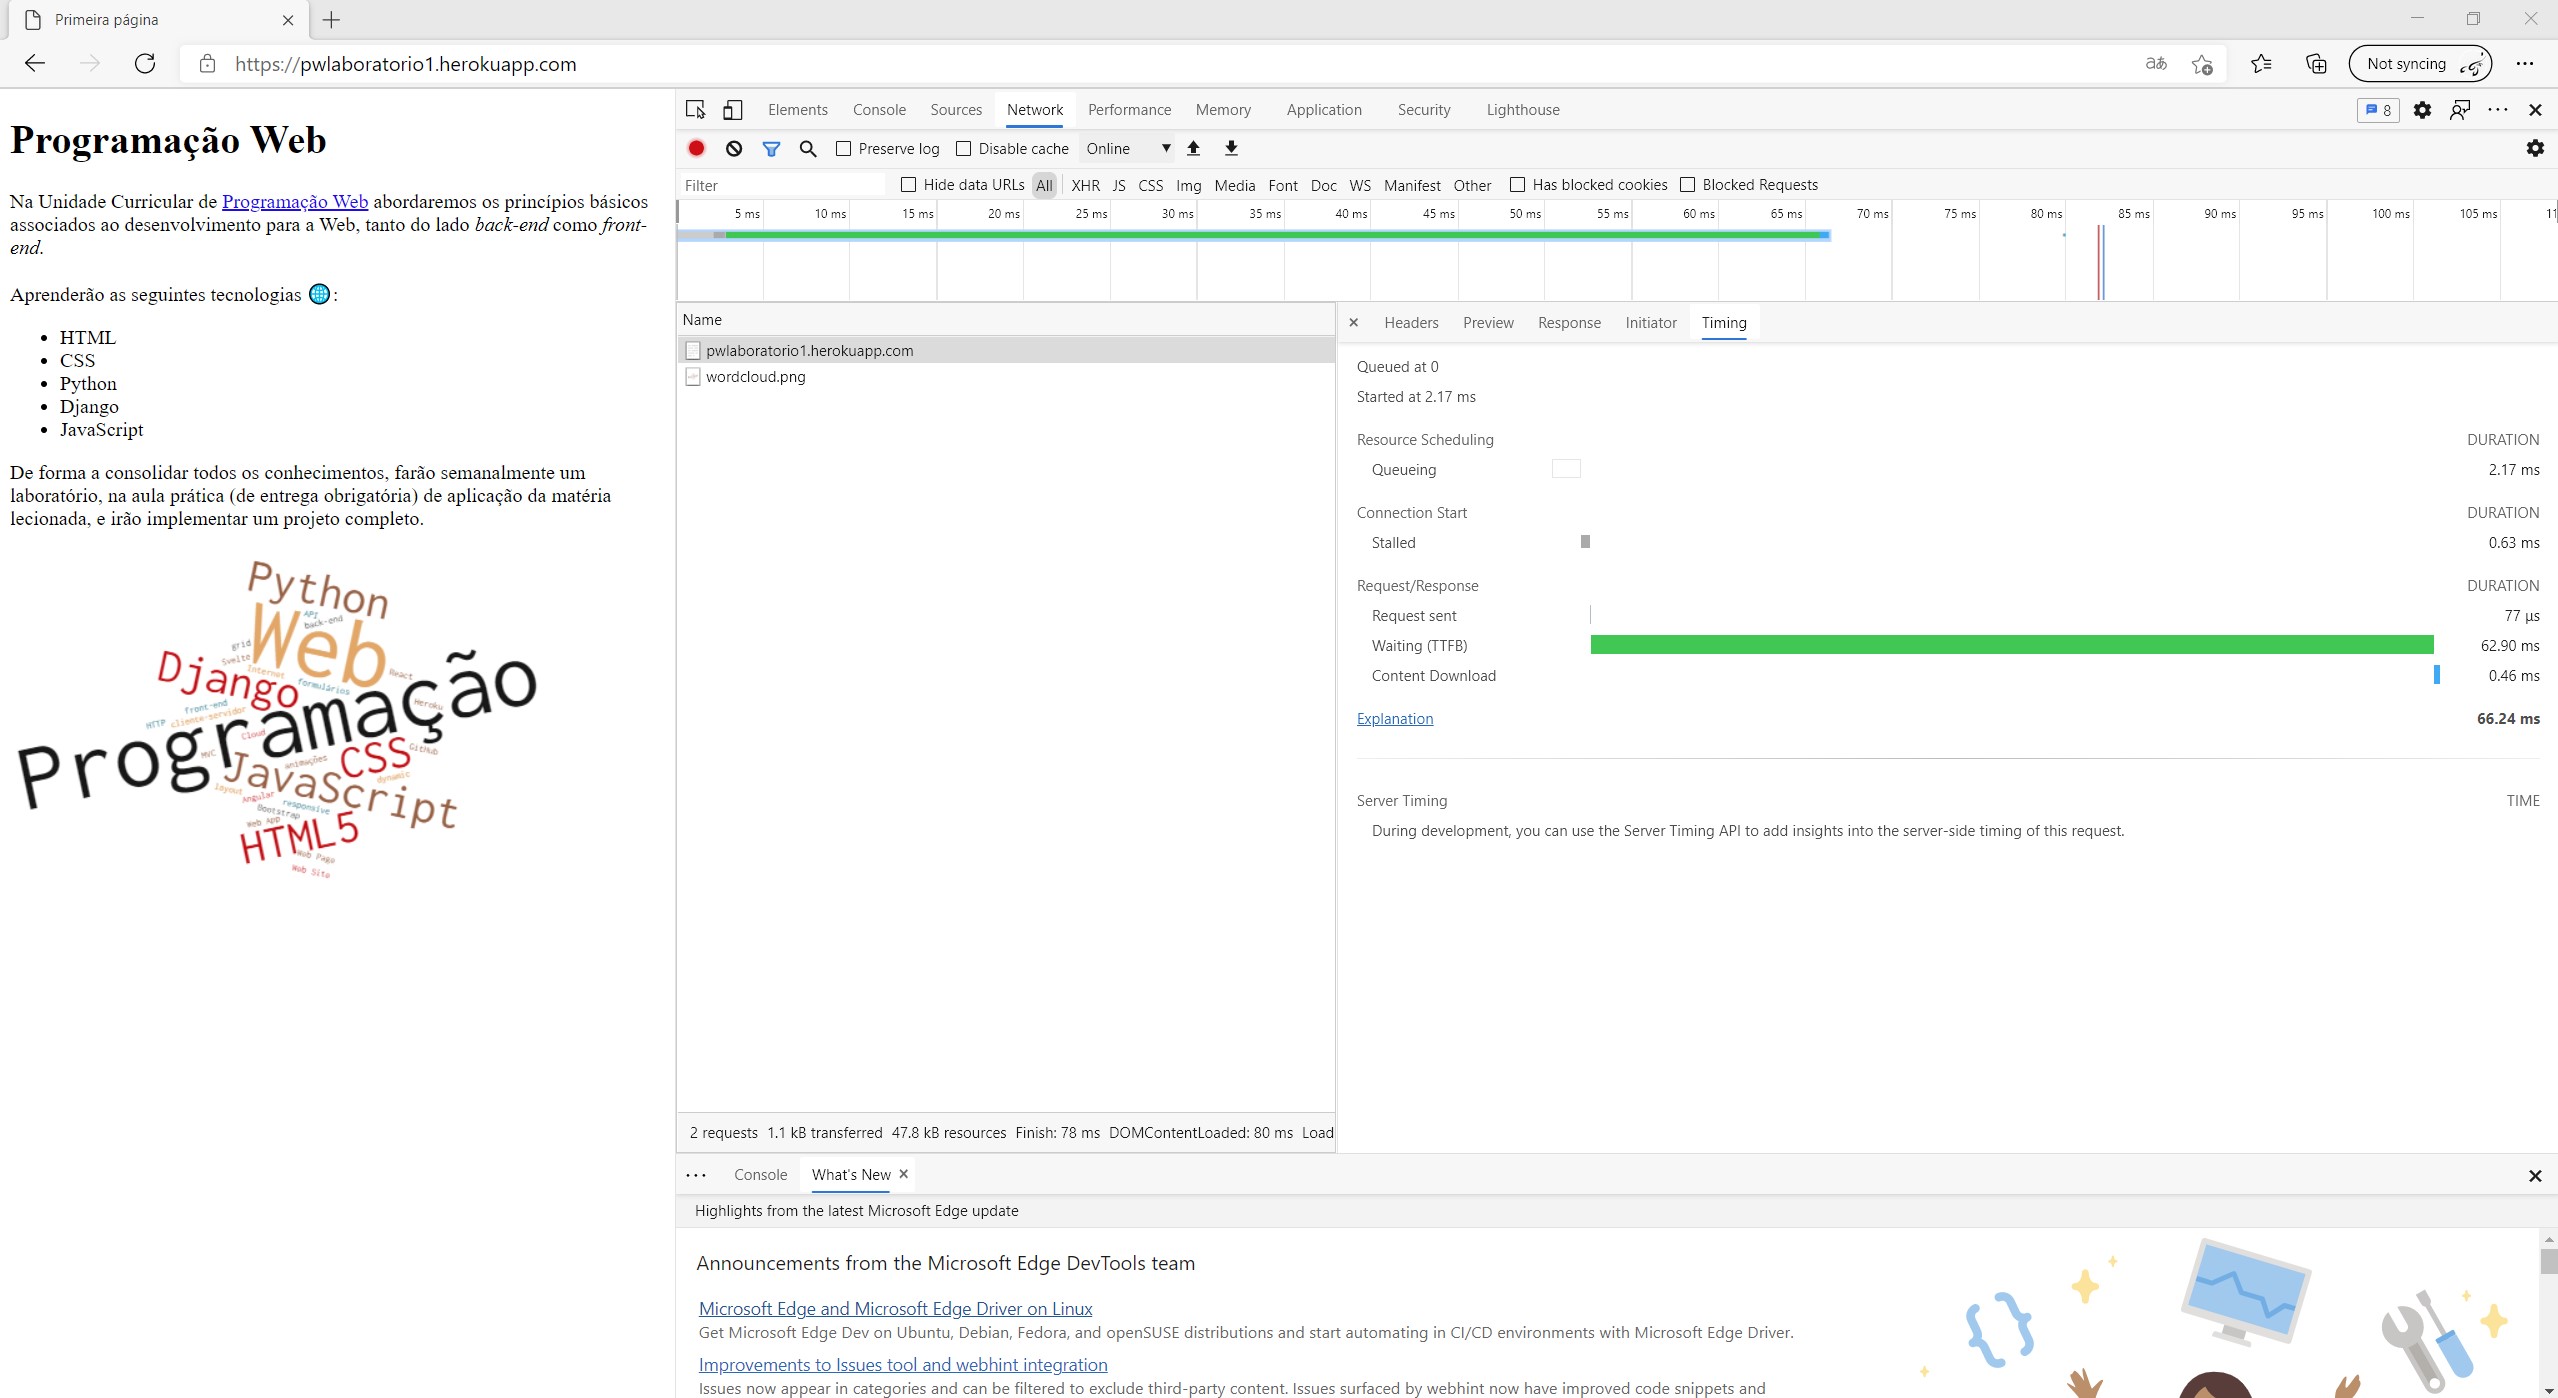 Primeira página
https://pwlaboratorio1.herokuapp.com
aあ
Not syncing
Programação Web
Na Unidade Curricular de Programação Web abordaremos os princípios básicos
associados ao desenvolvimento para a Web, tanto do lado back-end como front-
end.
Aprenderão as seguintes tecnologias 🌐:
• HTML
• CSS
• Python
• Django
• JavaScript
De forma a consolidar todos os conhecimentos, farão semanalmente um
laboratório, na aula prática (de entrega obrigatória) de aplicação da matéria
lecionada, e irão implementar um projeto completo.
Python
API
back-end
Web
grid
Svelte
Internet
React
Django
formulários
Programação
front-end
HTTP cliente-servidor
Heroku
Cloud
MVC
GitHub
CSS
animações
JavaScript
dynamic
layout
Angular
responsive
Bootstrap
Web App
HTML5
Web Page
Web Site
Elements Console Sources Network Performance Memory Application Security Lighthouse
8
Preserve log Disable cache Online
Filter Hide data URLs All XHR JS CSS Img Media Font Doc WS Manifest Other Has blocked cookies Blocked Requests
5 ms 10 ms 15 ms 20 ms 25 ms 30 ms 35 ms 40 ms 45 ms 50 ms 55 ms 60 ms 65 ms 70 ms 75 ms 80 ms 85 ms 90 ms 95 ms 100 ms 105 ms 11
Name
pwlaboratorio1.herokuapp.com
wordcloud.png
2 requests 1.1 kB transferred 47.8 kB resources Finish: 78 ms DOMContentLoaded: 80 ms Load
Headers Preview Response Initiator Timing
Queued at 0
Started at 2.17 ms
Resource Scheduling DURATION
Queueing 2.17 ms
Connection Start DURATION
Stalled 0.63 ms
Request/Response DURATION
Request sent 77 µs
Waiting (TTFB) 62.90 ms
Content Download 0.46 ms
Explanation 66.24 ms
Server Timing TIME
During development, you can use the Server Timing API to add insights into the server-side timing of this request.
Console What's New
Highlights from the latest Microsoft Edge update
Announcements from the Microsoft Edge DevTools team
Microsoft Edge and Microsoft Edge Driver on Linux
Get Microsoft Edge Dev on Ubuntu, Debian, Fedora, and openSUSE distributions and start automating in CI/CD environments with Microsoft Edge Driver.
Improvements to Issues tool and webhint integration
Issues now appear in categories and can be filtered to exclude third-party content. Issues surfaced by webhint now have improved code snippets and